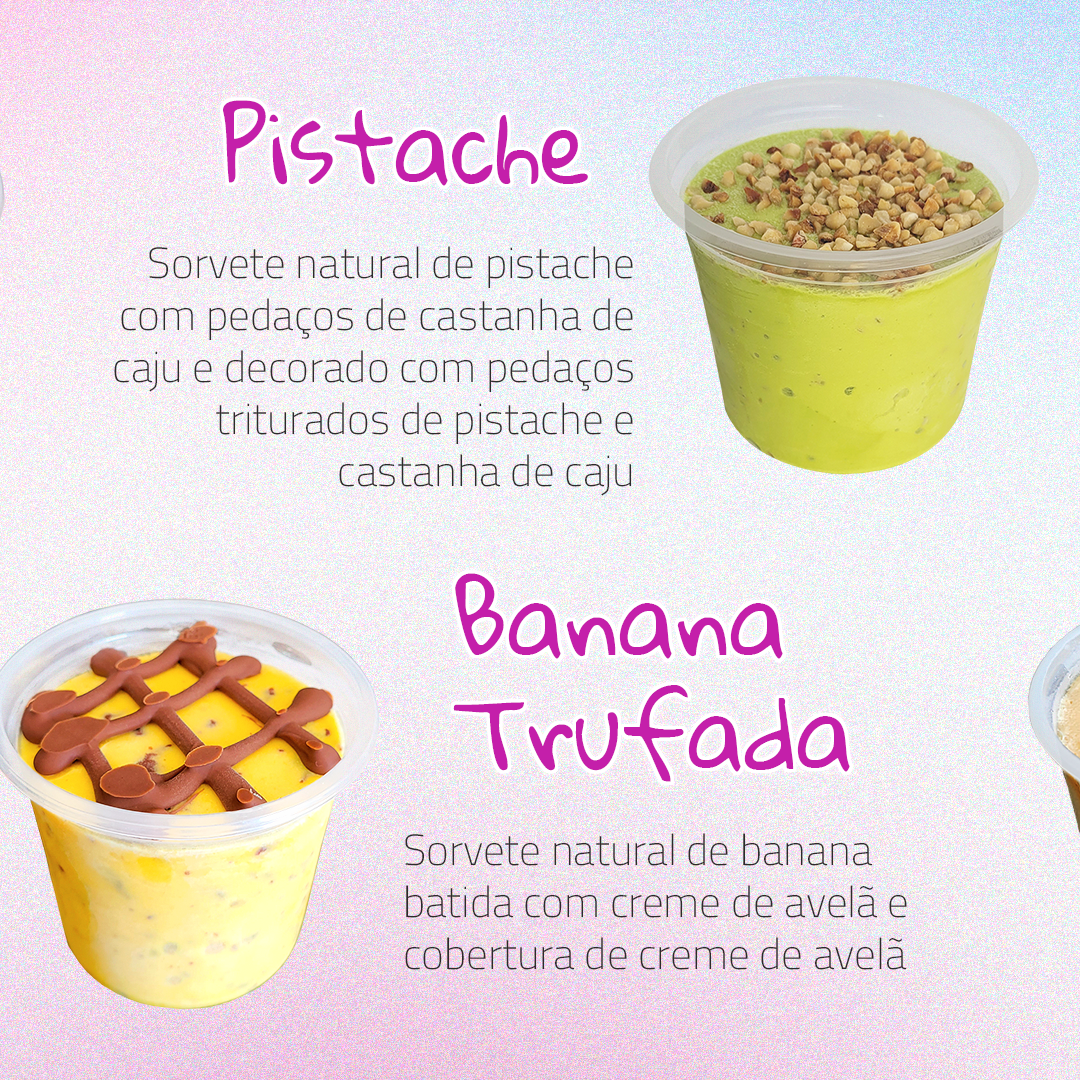 Pistache
Sorvete natural de pistache
com pedaços de castanha de
caju e decorado com pedaços
triturados de pistache e
castanha de caju
Banana
Trufada
Sorvete natural de banana
batida com creme de avelã e
cobertura de creme de avelã